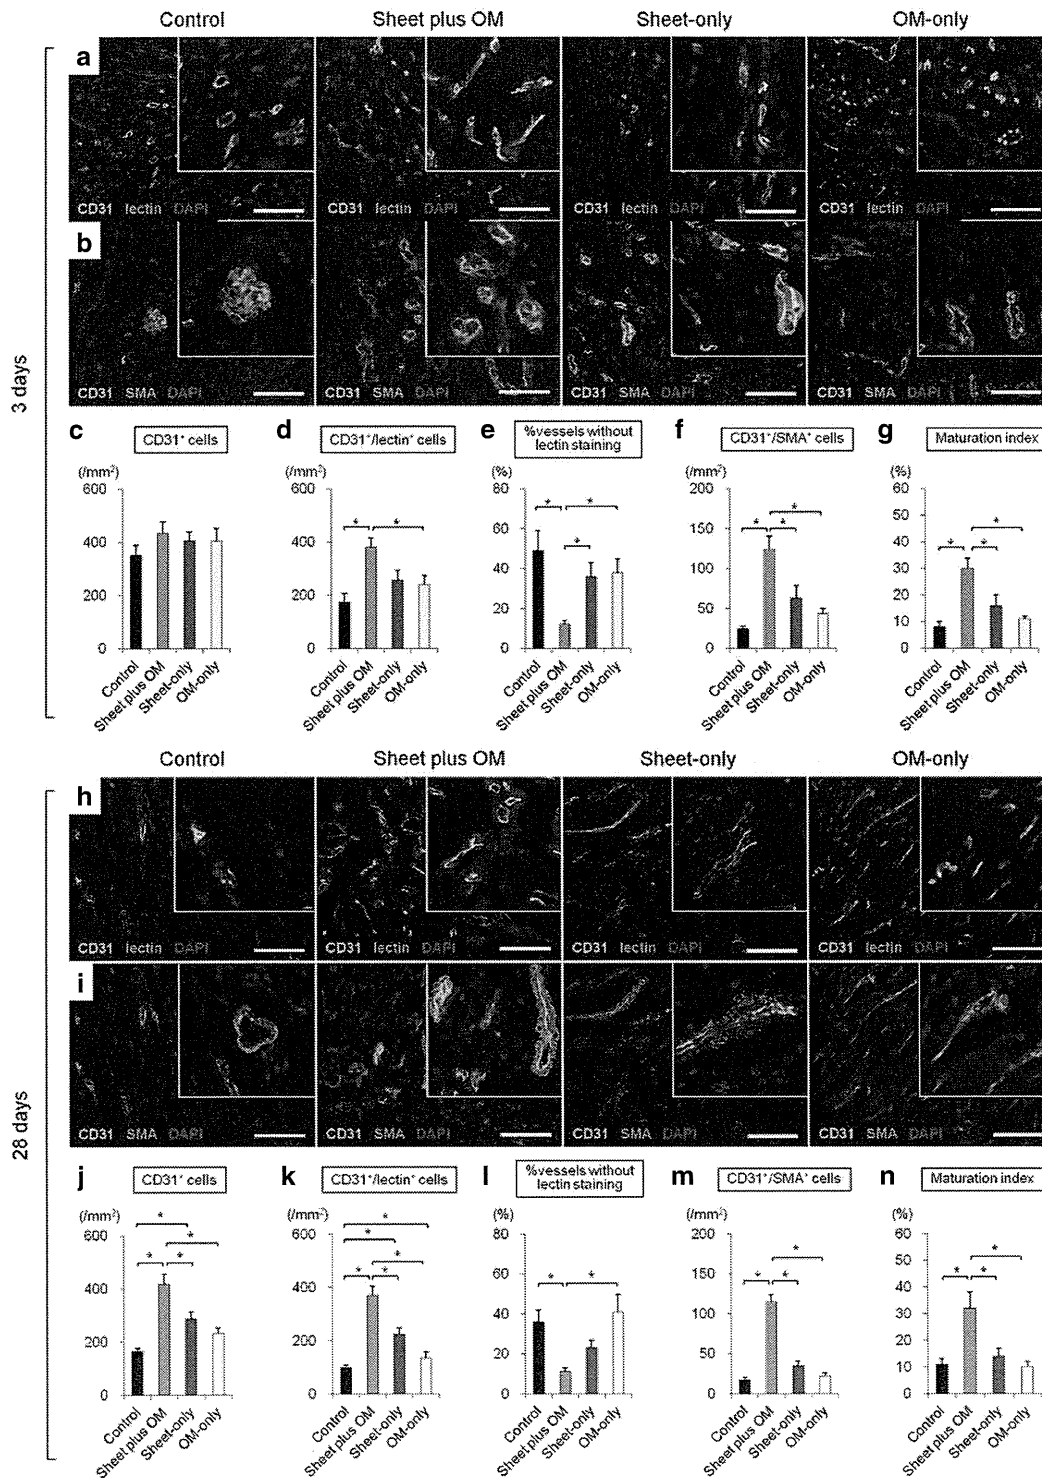 Control Sheet plus OM Sheet-only OM-only
3 days
a
CD31 lectin DAPI
CD31 lectin DAPI
CD31 lectin DAPI
CD31 lectin DAPI
b
CD31 SMA DAPI
CD31 SMA DAPI
CD31 SMA DAPI
CD31 SMA DAPI
c
CD31⁺ cells
(/mm²)
600
400
200
0
Control
Sheet plus OM
Sheet-only
OM-only
d
CD31⁺/lectin⁺ cells
(/mm²)
600
400
200
0
* *
Control
Sheet plus OM
Sheet-only
OM-only
e
%vessels without
lectin staining
(%)
80
60
40
20
0
* *
*
Control
Sheet plus OM
Sheet-only
OM-only
f
CD31⁺/SMA⁺ cells
(/mm²)
200
150
100
50
0
*
* *
Control
Sheet plus OM
Sheet-only
OM-only
g
Maturation index
(%)
60
50
40
30
20
10
0
*
* *
Control
Sheet plus OM
Sheet-only
OM-only
Control Sheet plus OM Sheet-only OM-only
28 days
h
CD31 lectin DAPI
CD31 lectin DAPI
CD31 lectin DAPI
CD31 lectin DAPI
i
CD31 SMA DAPI
CD31 SMA DAPI
CD31 SMA DAPI
CD31 SMA DAPI
j
CD31⁺ cells
(/mm²)
600
400
200
0
*
*
* *
Control
Sheet plus OM
Sheet-only
OM-only
k
CD31⁺/lectin⁺ cells
(/mm²)
600
400
200
0
*
*
*
* *
Control
Sheet plus OM
Sheet-only
OM-only
l
%vessels without
lectin staining
(%)
80
60
40
20
0
* *
Control
Sheet plus OM
Sheet-only
OM-only
m
CD31⁺/SMA⁺ cells
(/mm²)
200
150
100
50
0
*
* *
Control
Sheet plus OM
Sheet-only
OM-only
n
Maturation index
(%)
60
50
40
30
20
10
0
*
* *
Control
Sheet plus OM
Sheet-only
OM-only